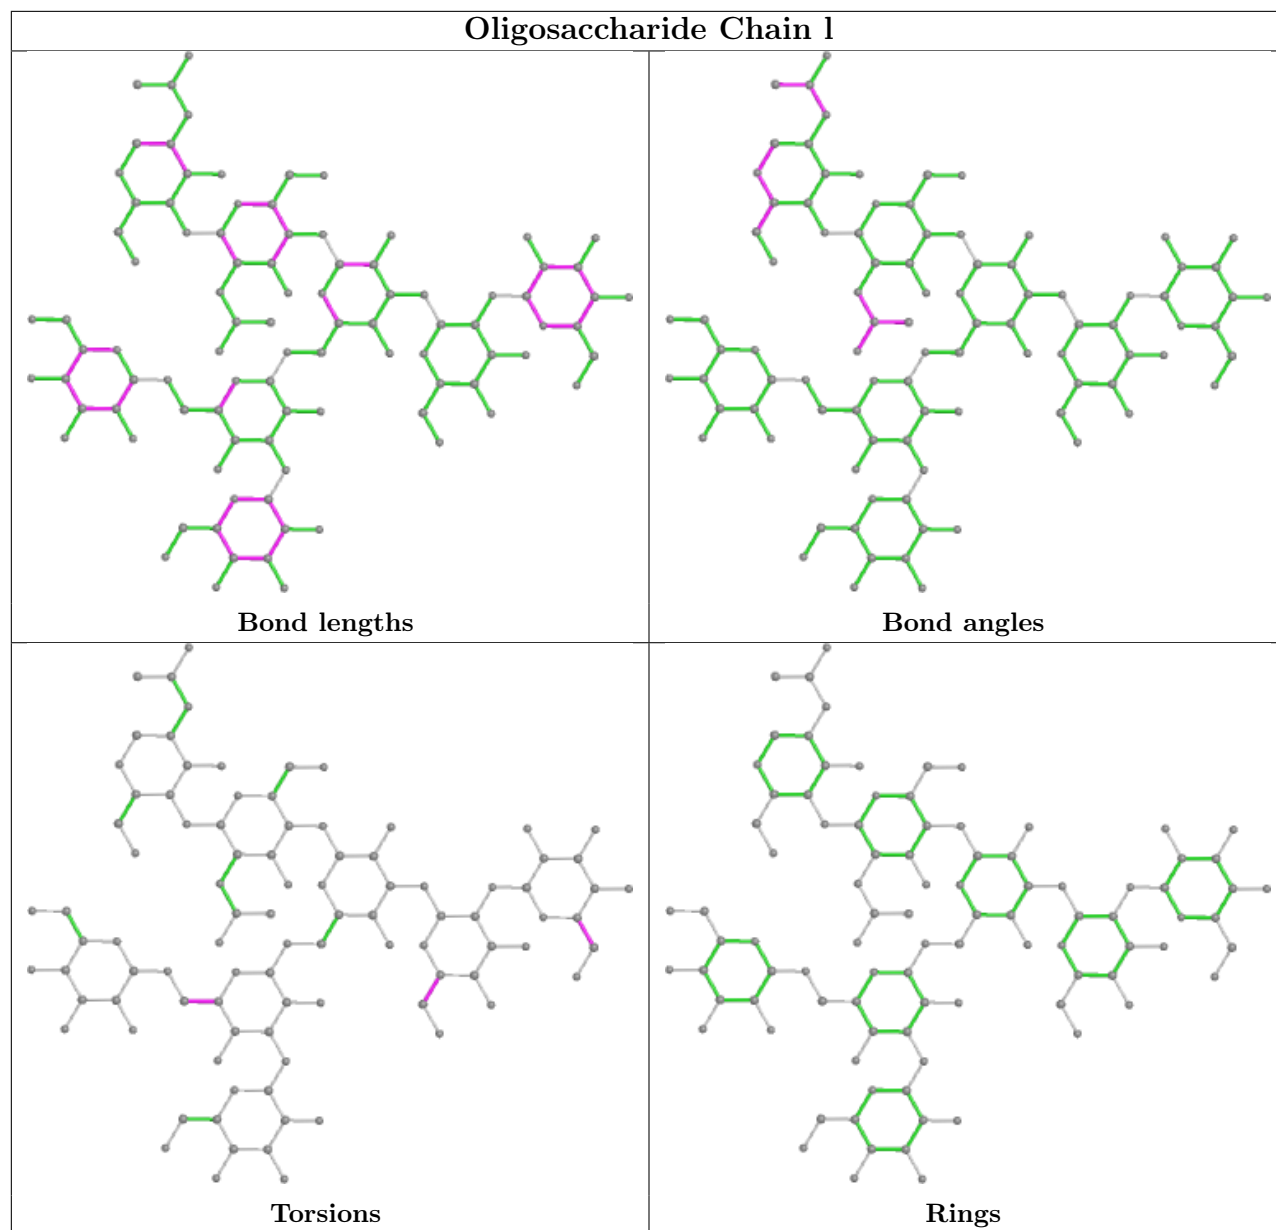 Oligosaccharide Chain l
Bond lengths
Bond angles
Torsions
Rings